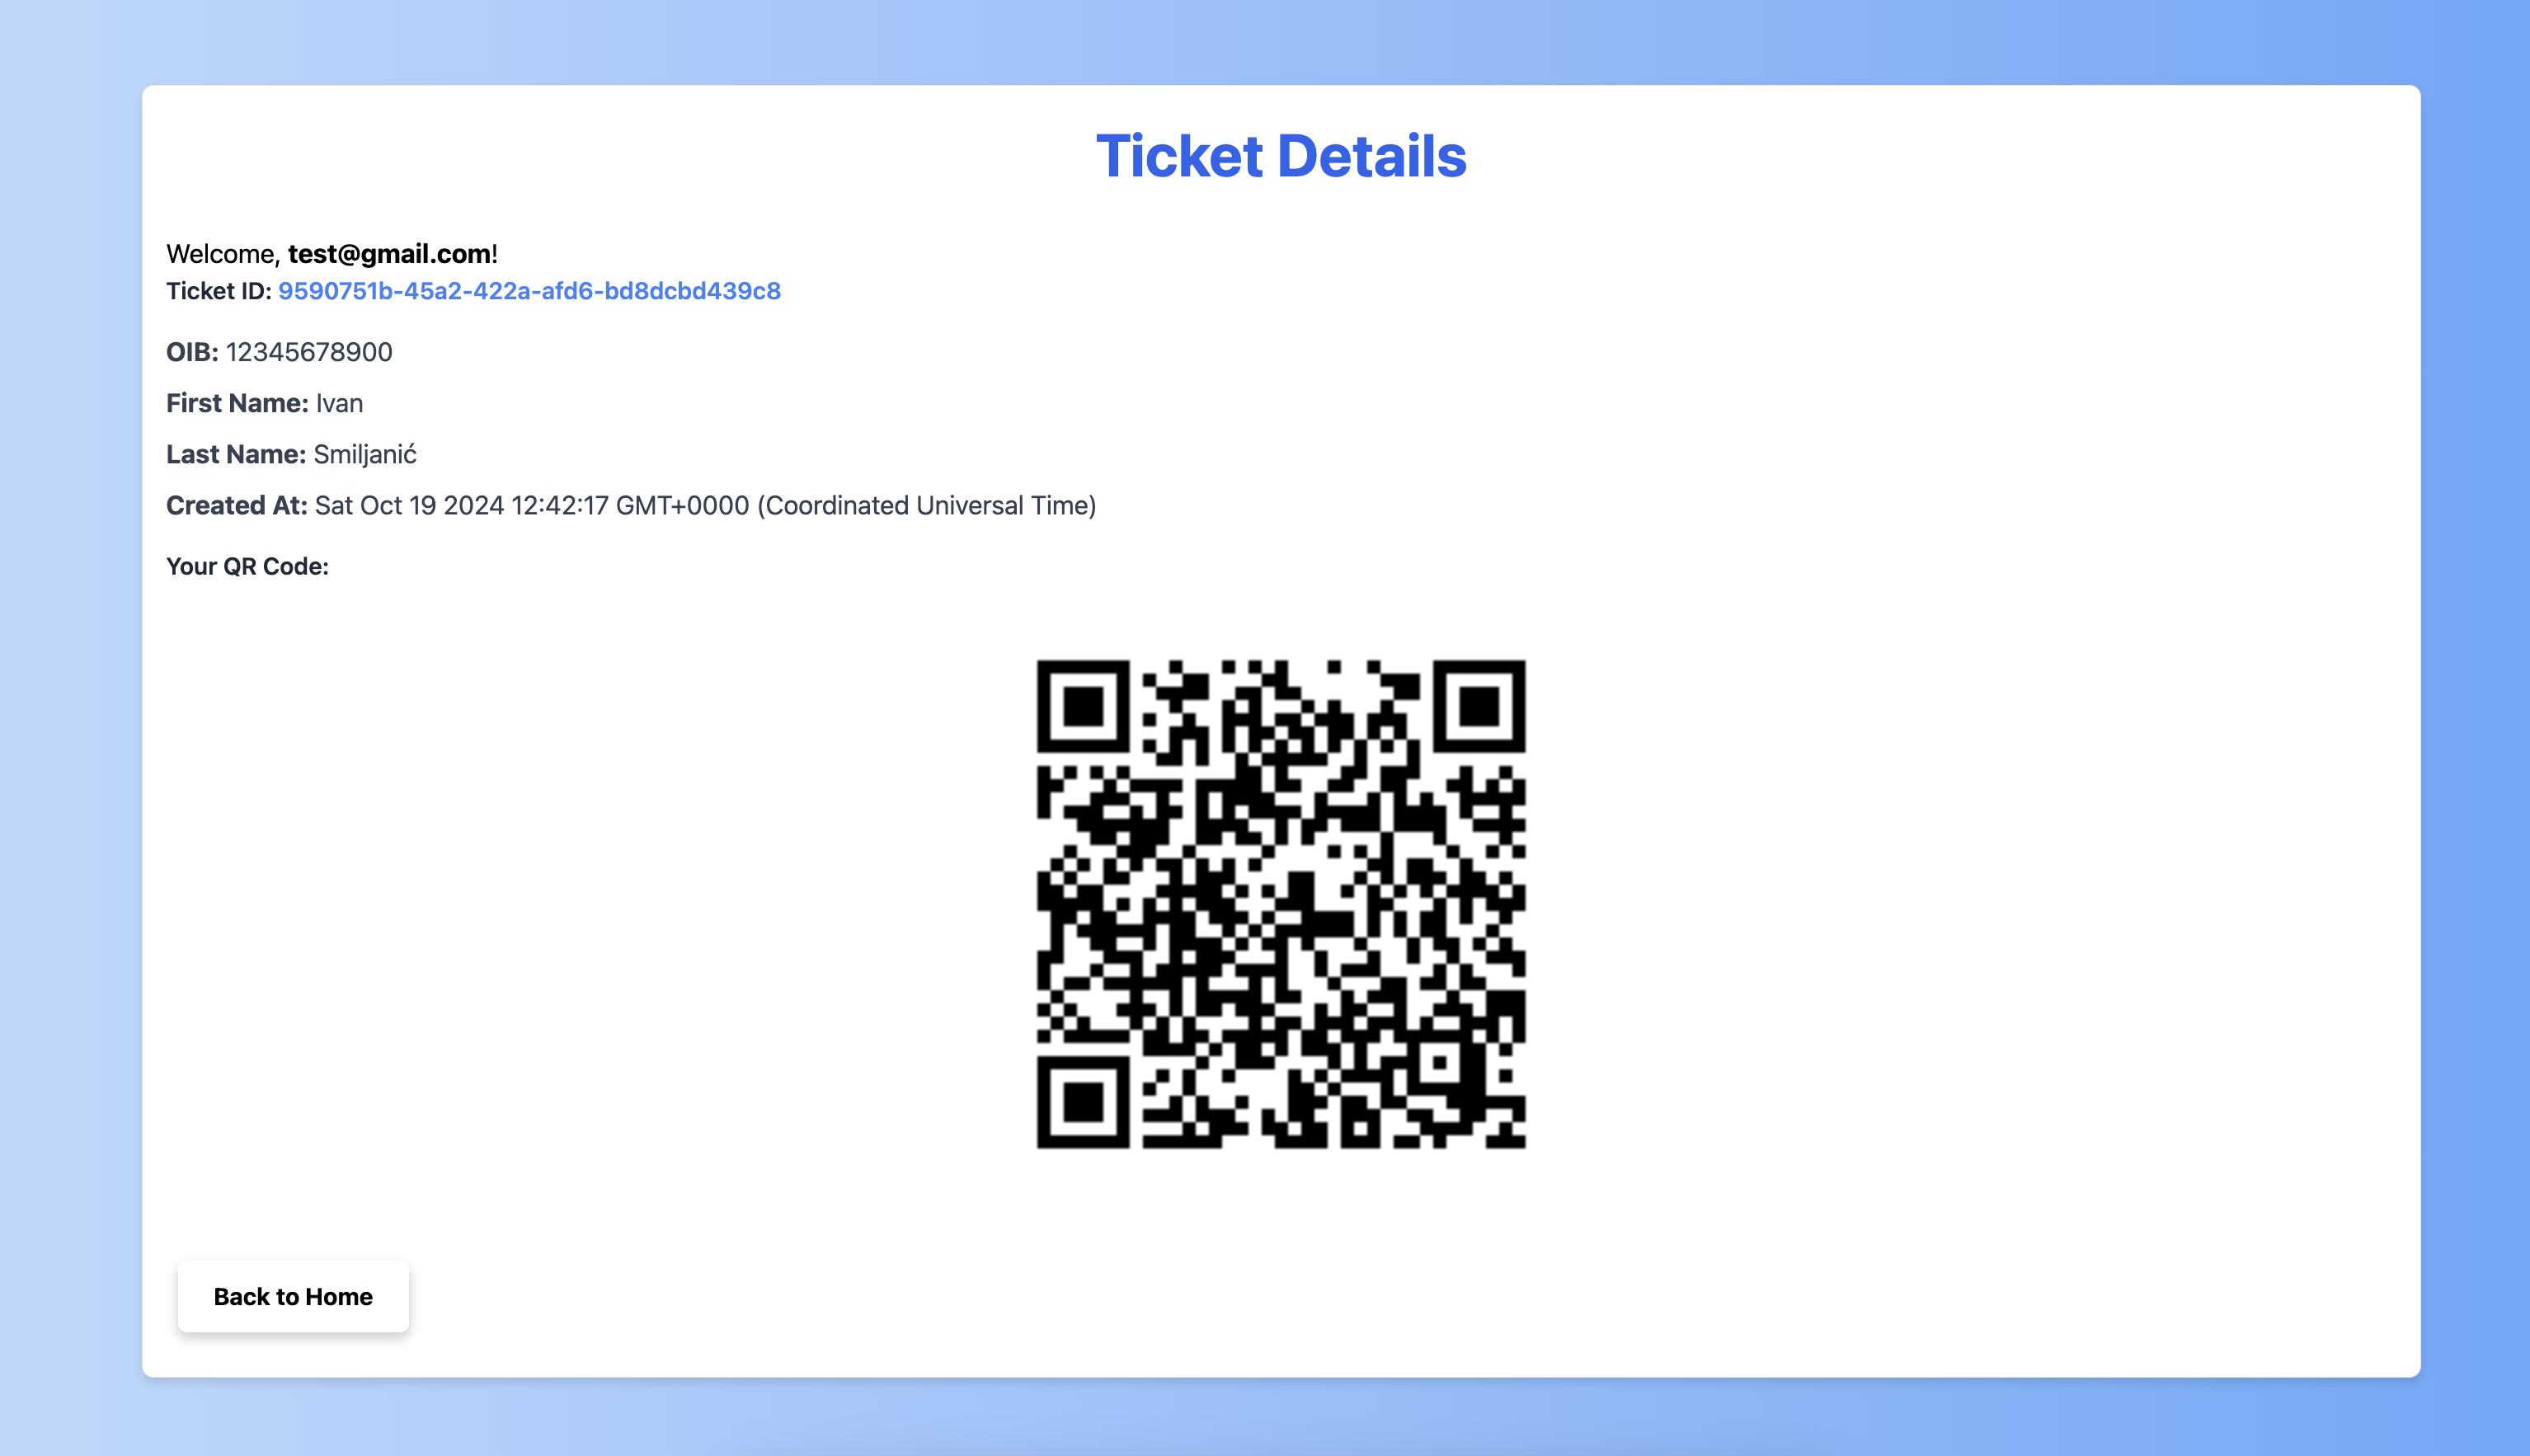 Ticket Details
Welcome, test@gmail.com!
Ticket ID: 9590751b-45a2-422a-afd6-bd8dcbd439c8
OIB: 12345678900
First Name: Ivan
Last Name: Smiljanić
Created At: Sat Oct 19 2024 12:42:17 GMT+0000 (Coordinated Universal Time)
Your QR Code:
Back to Home